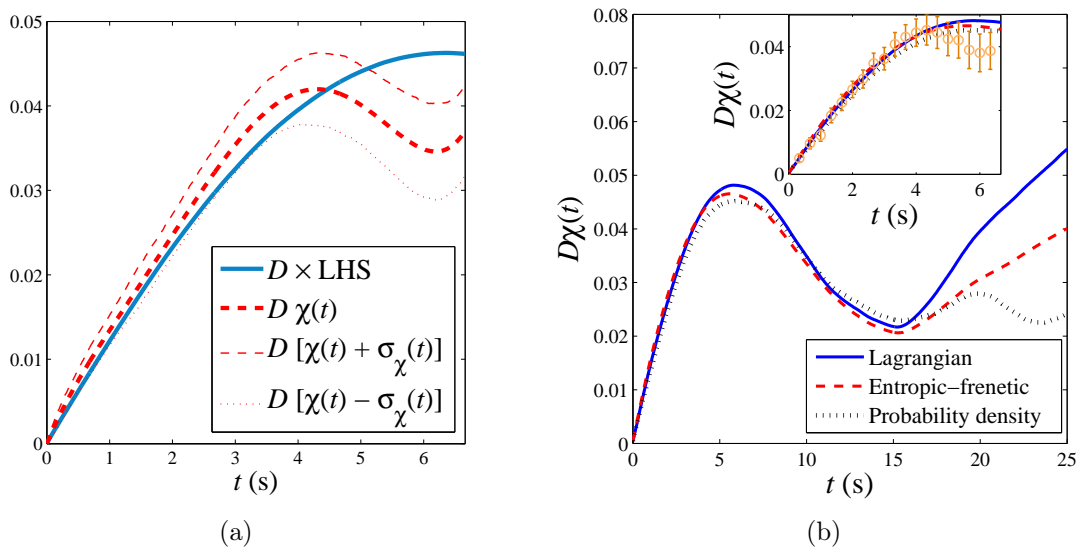 0.05
0.04
0.03
0.02
0.01
0
0 1 2 3 4 5 6
t (s)
D × LHS
D χ(t)
D [χ(t) + σχ(t)]
D [χ(t) − σχ(t)]
(a)
0.08
0.07
0.06
0.05
0.04
0.03
0.02
0.01
0
Dχ(t)
0 5 10 15 20 25
t (s)
0.04
0.02
0
Dχ(t)
0 2 4 6
t (s)
Lagrangian
Entropic−frenetic
Probability density
(b)